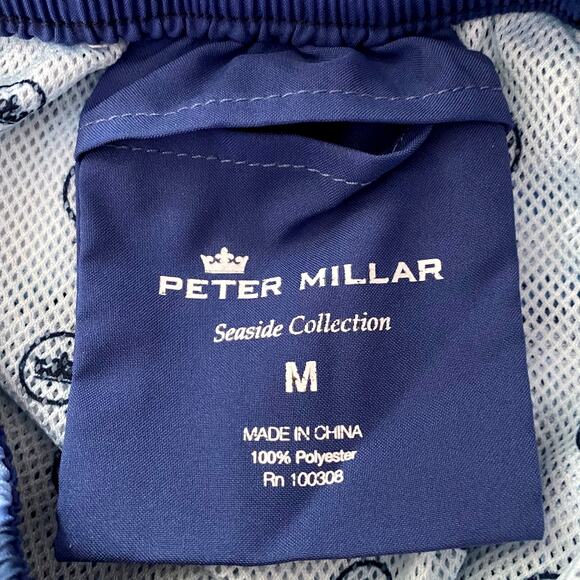 PETER MILLAR
Seaside Collection
M
MADE IN CHINA
100% Polyester
Rn 100308